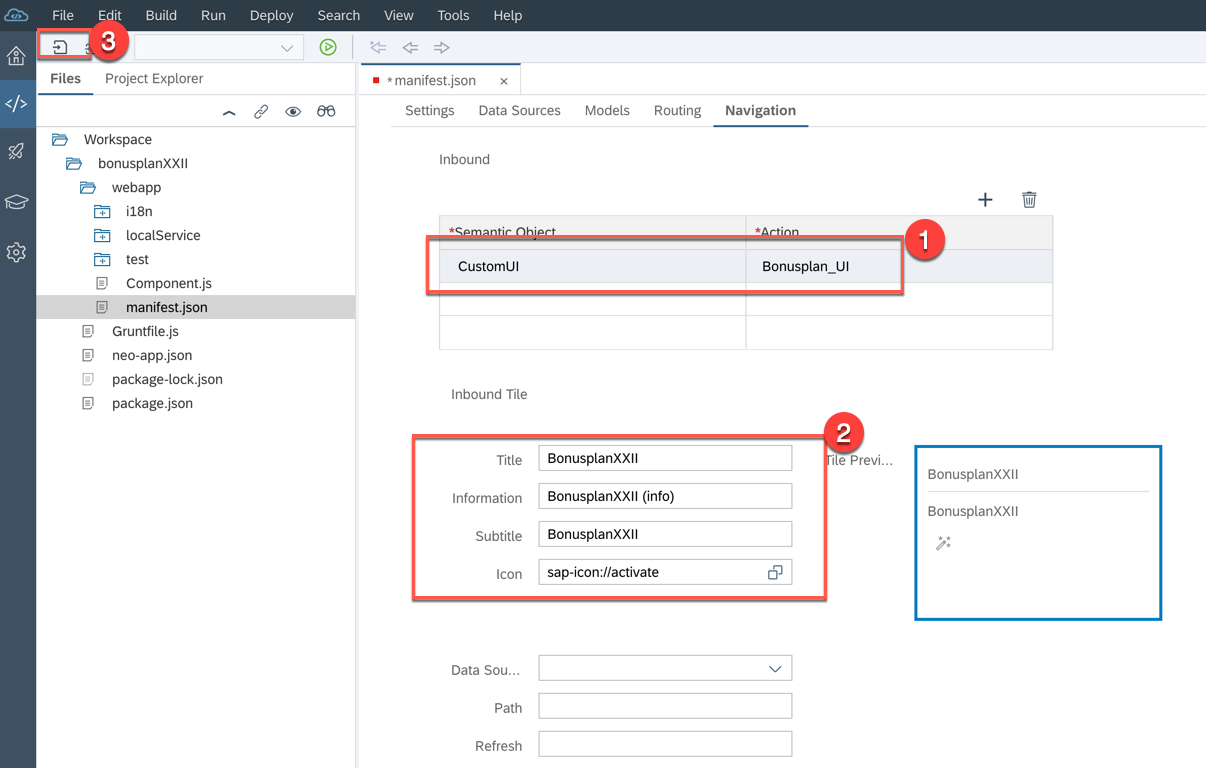 File Edit Build Run Deploy Search View Tools Help
3
Files Project Explorer
*manifest.json ×
Settings Data Sources Models Routing Navigation
Workspace
bonusplanXXII
webapp
i18n
localService
test
Component.js
manifest.json
Gruntfile.js
neo-app.json
package-lock.json
package.json
Inbound
*Semantic Object *Action
1
CustomUI Bonusplan_UI
Inbound Tile
2
Title BonusplanXXII
Information BonusplanXXII (info)
Subtitle BonusplanXXII
Icon sap-icon://activate
Tile Previ...
BonusplanXXII
BonusplanXXII
Data Sou...
Path
Refresh